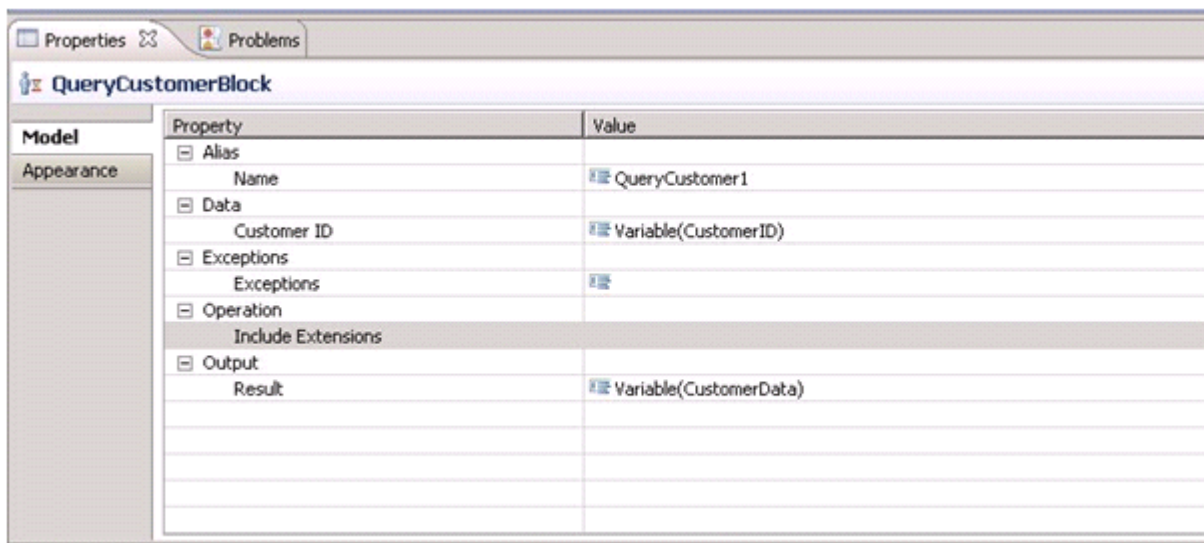 Properties Problems
QueryCustomerBlock
Model
Appearance
Property Value
Alias
Name QueryCustomer1
Data
Customer ID Variable(CustomerID)
Exceptions
Exceptions
Operation
Include Extensions
Output
Result Variable(CustomerData)